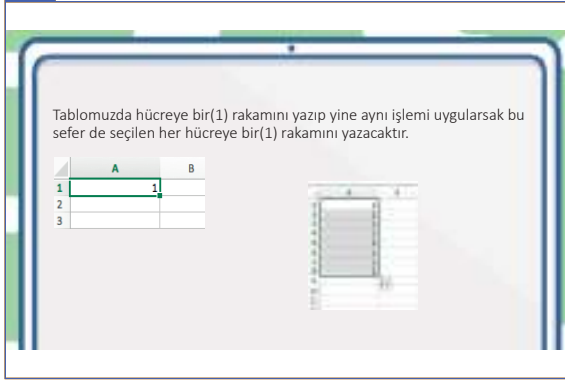 Tablomuzda hücreye bir(1) rakamını yazıp yine aynı işlemi uygularsak bu
sefer de seçilen her hücreye bir(1) rakamını yazacaktır.
A B
1 1
2
3